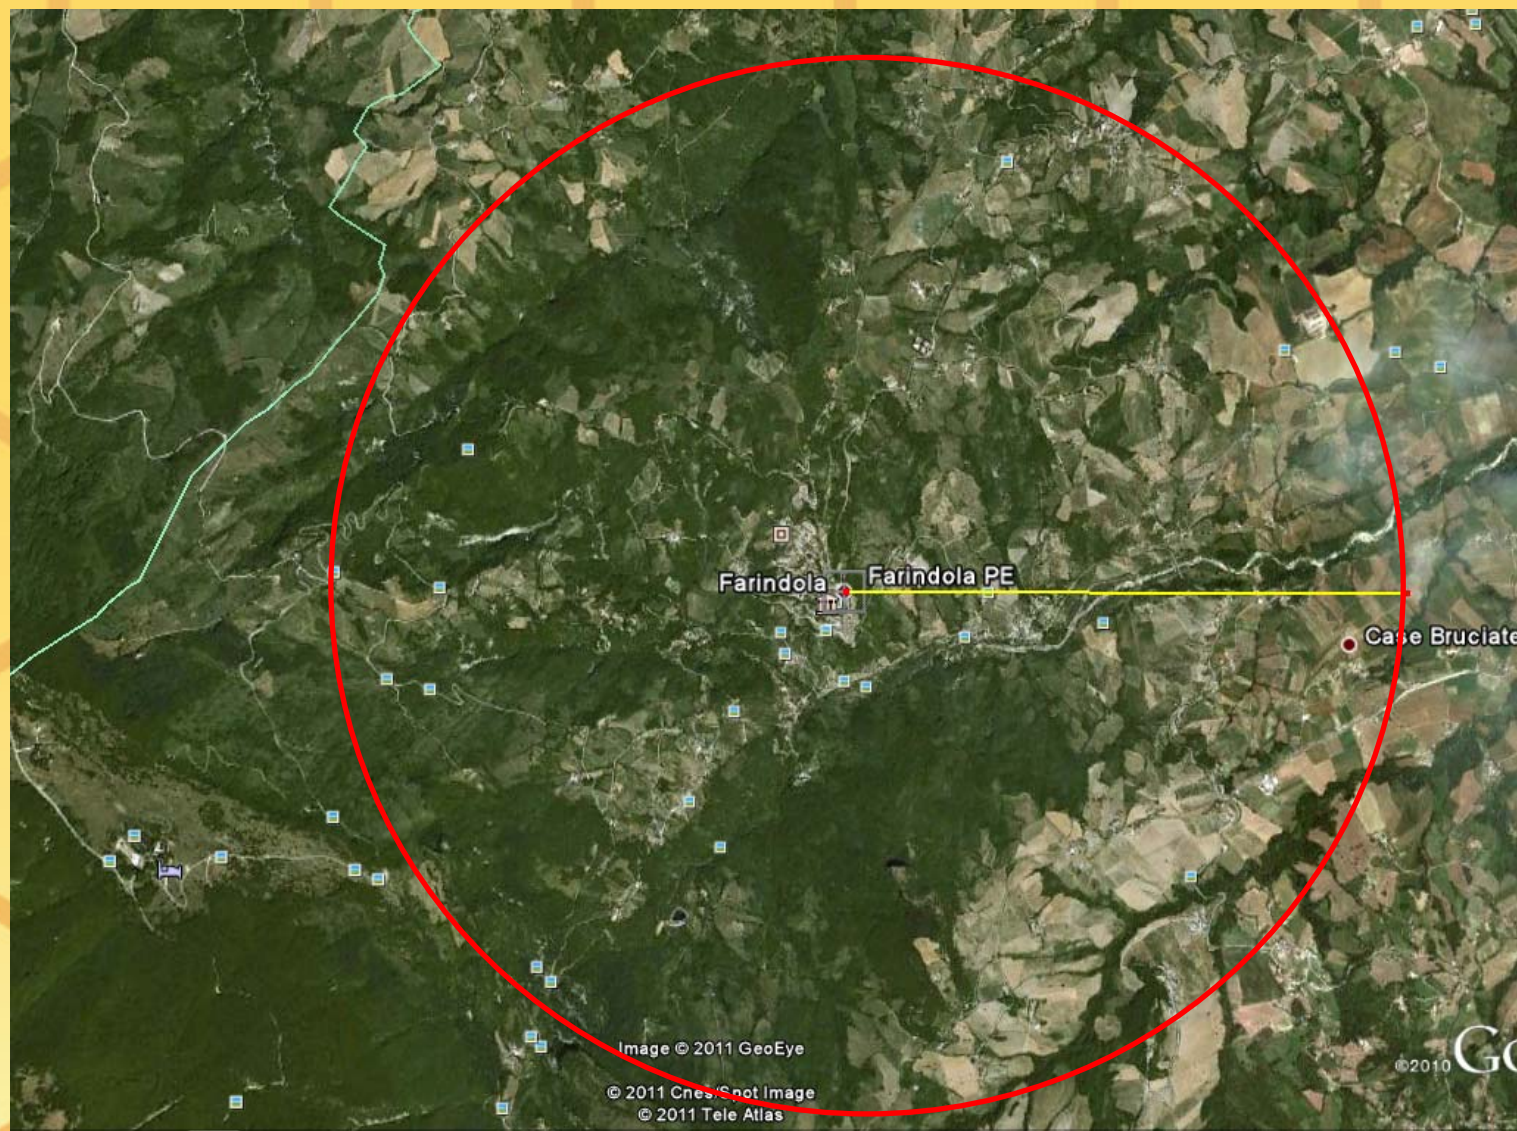 Farindola
Farindola PE
Case Bruciate
Image © 2011 GeoEye
© 2011 Cnes/Spot Image
© 2011 Tele Atlas
©2010